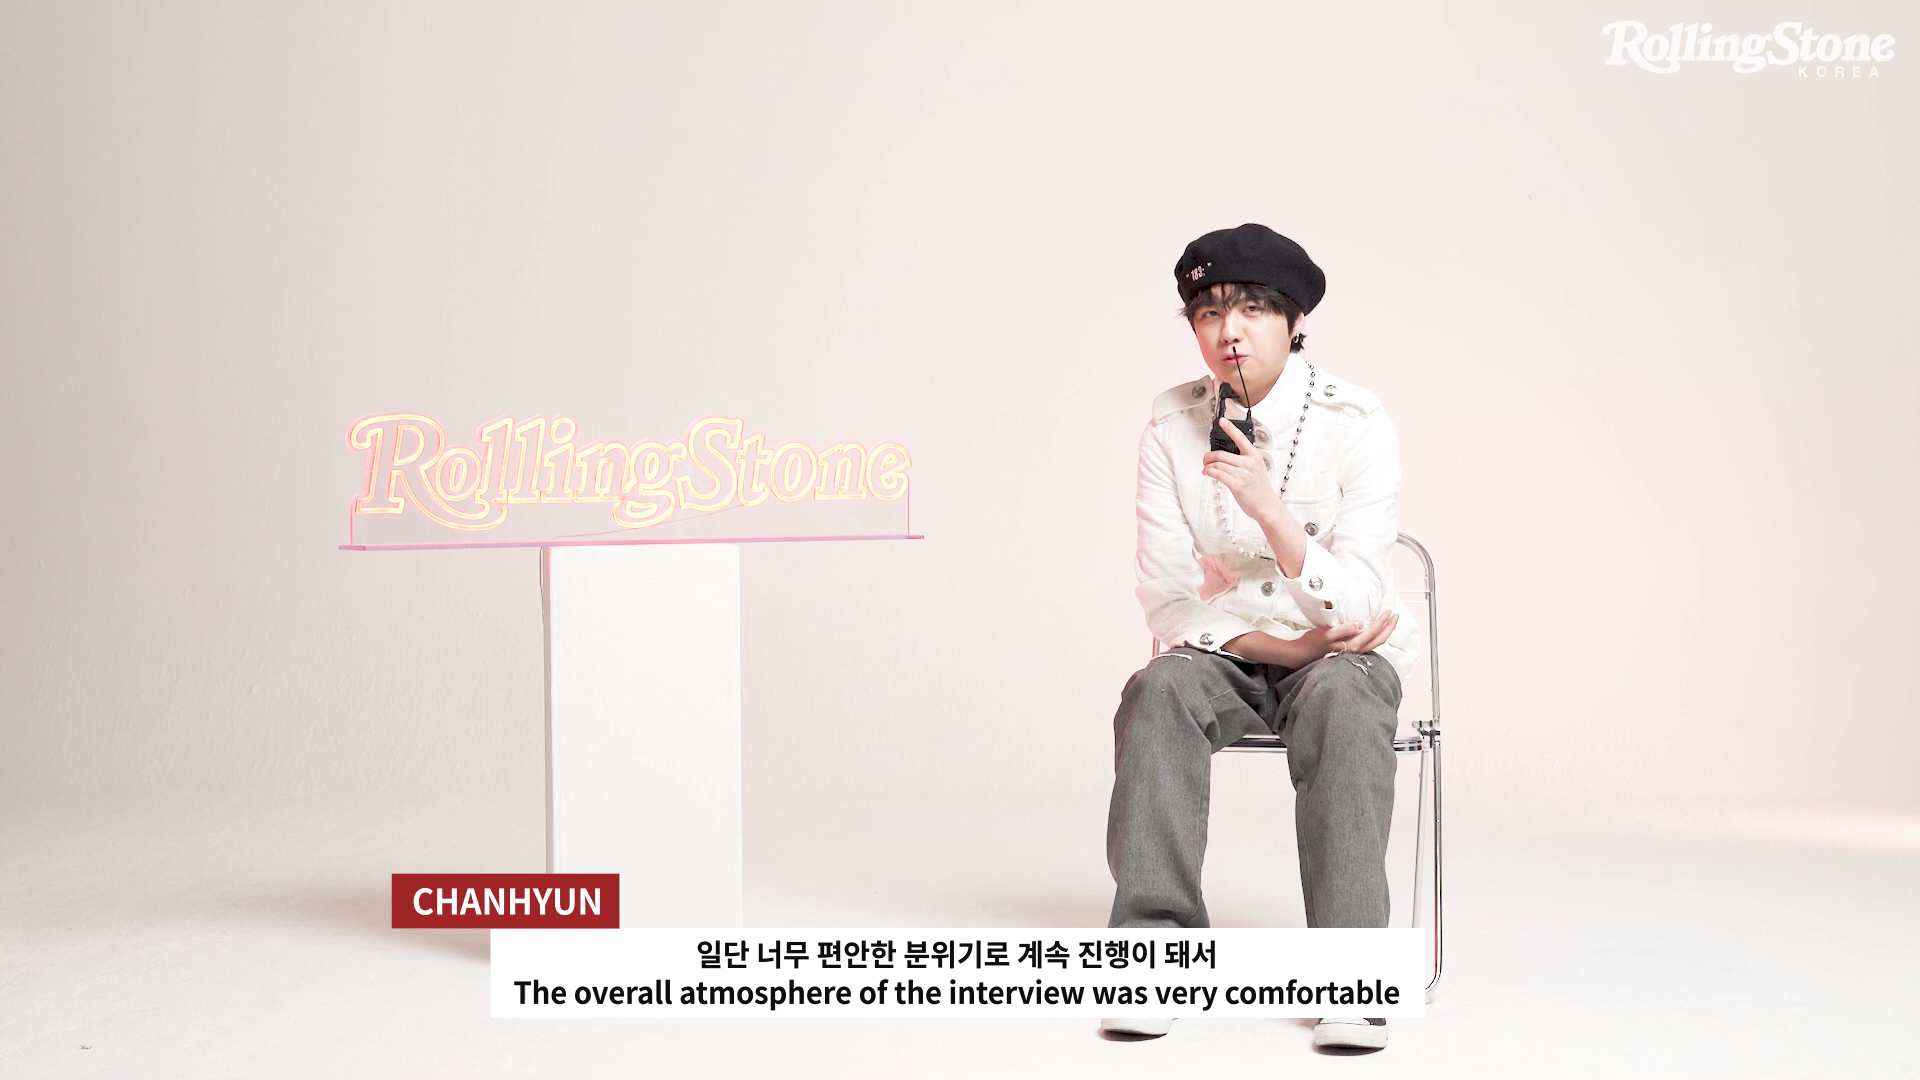 RollingStone
KOREA
"183:"
RollingStone
CHANHYUN
일단 너무 편안한 분위기로 계속 진행이 돼서
The overall atmosphere of the interview was very comfortable